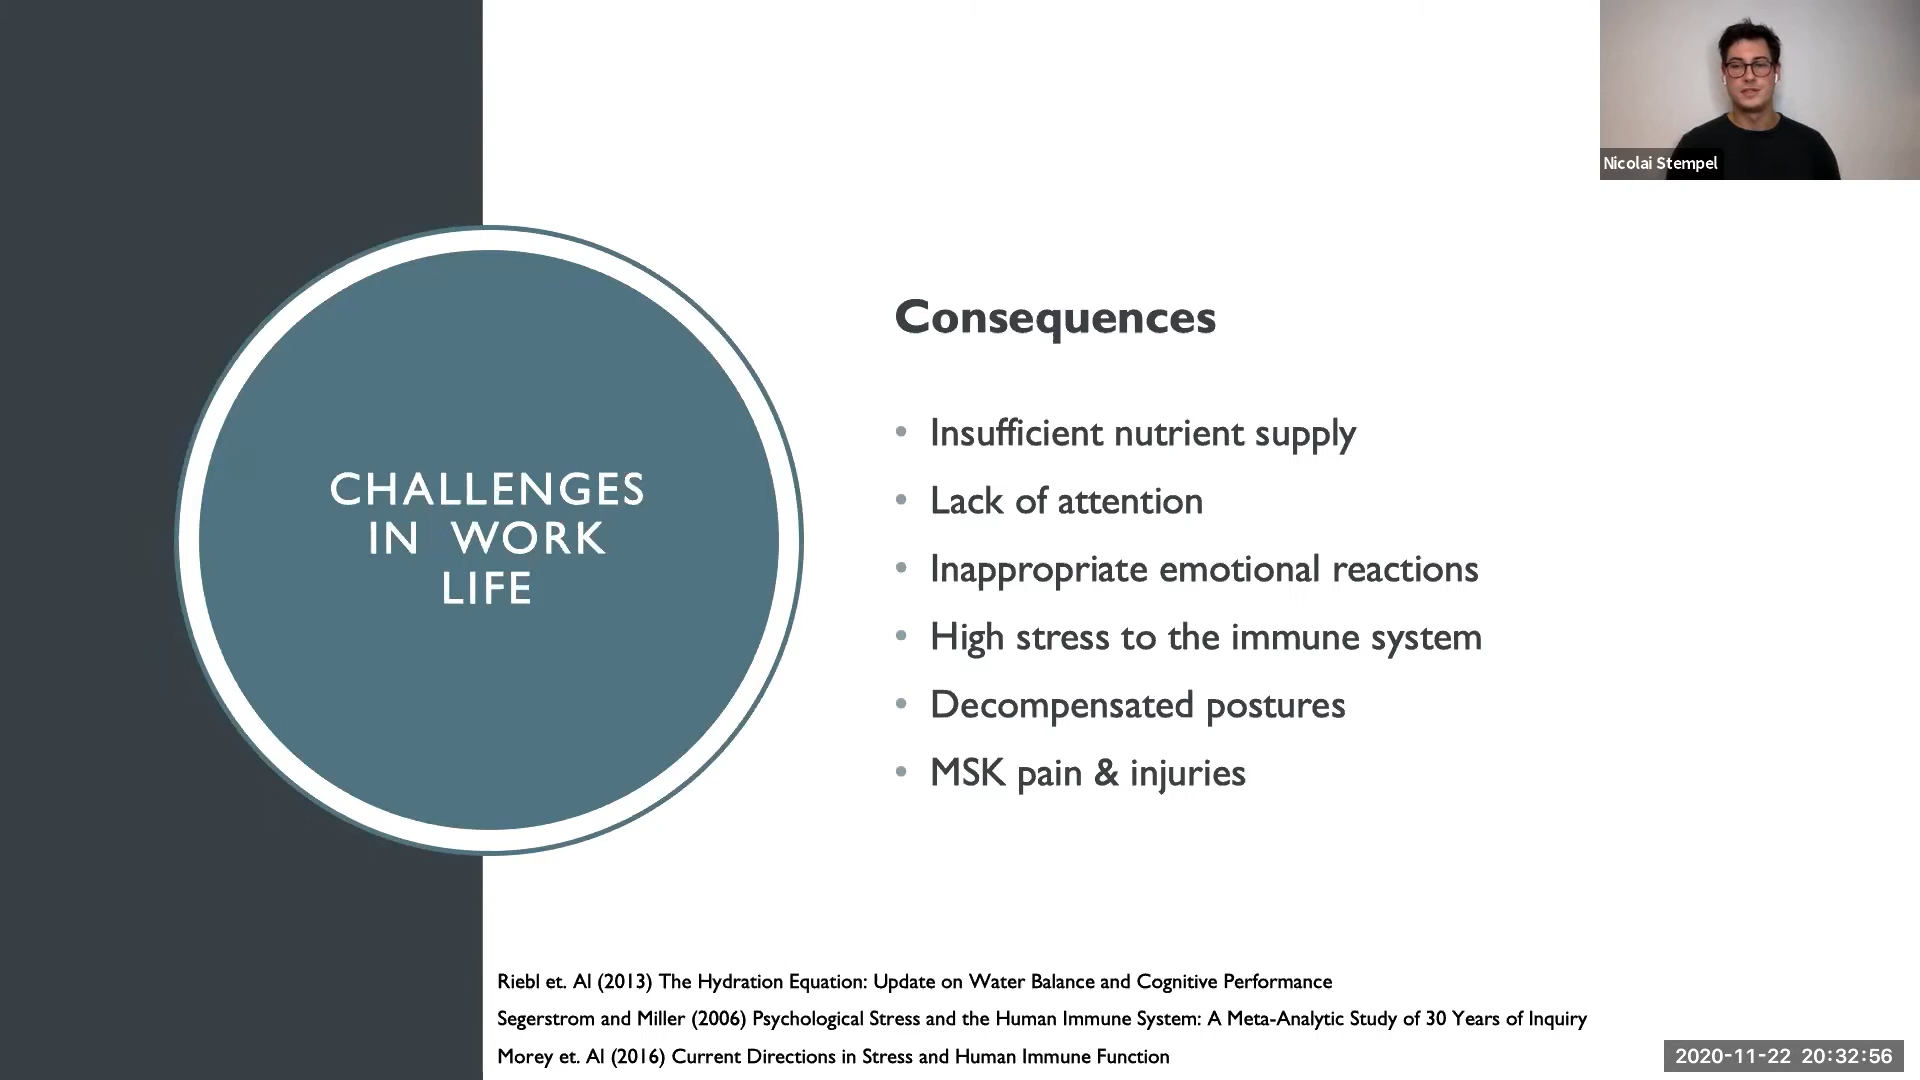 Nicolai Stempel
CHALLENGES
IN WORK
LIFE
Consequences
• Insufficient nutrient supply
• Lack of attention
• Inappropriate emotional reactions
• High stress to the immune system
• Decompensated postures
• MSK pain & injuries
Riebl et. Al (2013) The Hydration Equation: Update on Water Balance and Cognitive Performance
Segerstrom and Miller (2006) Psychological Stress and the Human Immune System: A Meta-Analytic Study of 30 Years of Inquiry
Morey et. Al (2016) Current Directions in Stress and Human Immune Function
2020-11-22 20:32:56